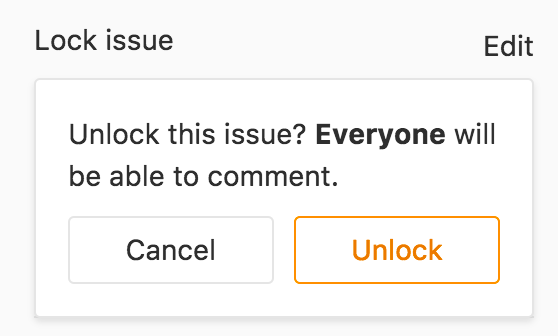 Lock issue
Edit
Unlock this issue? Everyone will
be able to comment.
Cancel
Unlock